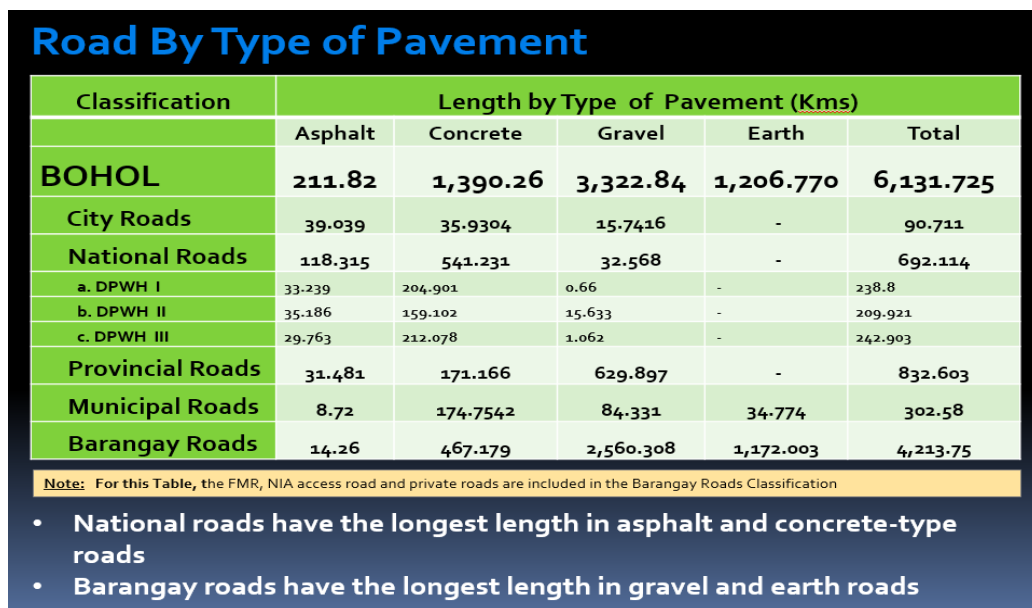 Road By Type of Pavement
Classification Length by Type of Pavement (Kms)
Asphalt Concrete Gravel Earth Total
BOHOL 211.82 1,390.26 3,322.84 1,206.770 6,131.725
City Roads 39.039 35.9304 15.7416 - 90.711
National Roads 118.315 541.231 32.568 - 692.114
a. DPWH I 33.239 204.901 0.66 - 238.8
b. DPWH II 35.186 159.102 15.633 - 209.921
c. DPWH III 29.763 212.078 1.062 - 242.903
Provincial Roads 31.481 171.166 629.897 - 832.603
Municipal Roads 8.72 174.7542 84.331 34.774 302.58
Barangay Roads 14.26 467.179 2,560.308 1,172.003 4,213.75
Note: For this Table, the FMR, NIA access road and private roads are included in the Barangay Roads Classification
• National roads have the longest length in asphalt and concrete-type
roads
• Barangay roads have the longest length in gravel and earth roads